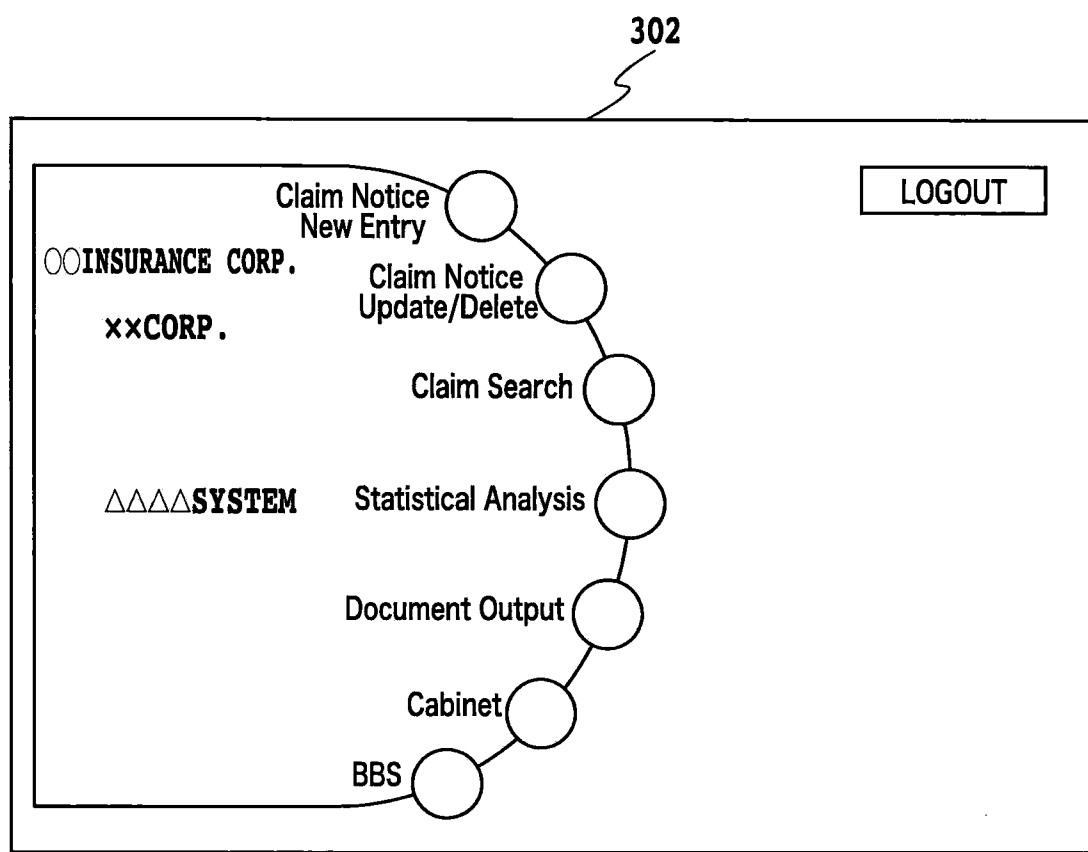 302
LOGOUT
Claim Notice
New Entry
○○INSURANCE CORP.
Claim Notice
Update/Delete
××CORP.
Claim Search
△△△△SYSTEM
Statistical Analysis
Document Output
Cabinet
BBS